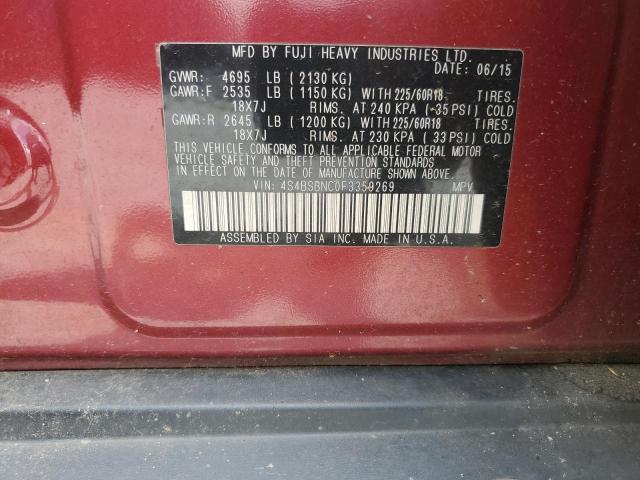 MFD BY FUJI HEAVY INDUSTRIES LTD.
DATE: 06/15
GVWR: 4695 LB ( 2130 KG)
GAWR:F 2535 LB ( 1150 KG) WITH 225/60R18 TIRES.
18X7J RIMS. AT 240 KPA ( 35 PSI) COLD
GAWR:R 2645 LB ( 1200 KG) WITH 225/60R18 TIRES.
18X7J RIMS. AT 230 KPA ( 33 PSI) COLD
THIS VEHICLE CONFORMS TO ALL APPLICABLE FEDERAL MOTOR
VEHICLE SAFETY AND THEFT PREVENTION STANDARDS
IN EFFECT ON THE DATE OF MANUFACTURE SHOWN ABOVE.
VIN: 4S4BSBNC0F3359269 MPV
ASSEMBLED BY SIA INC. MADE IN U.S.A.